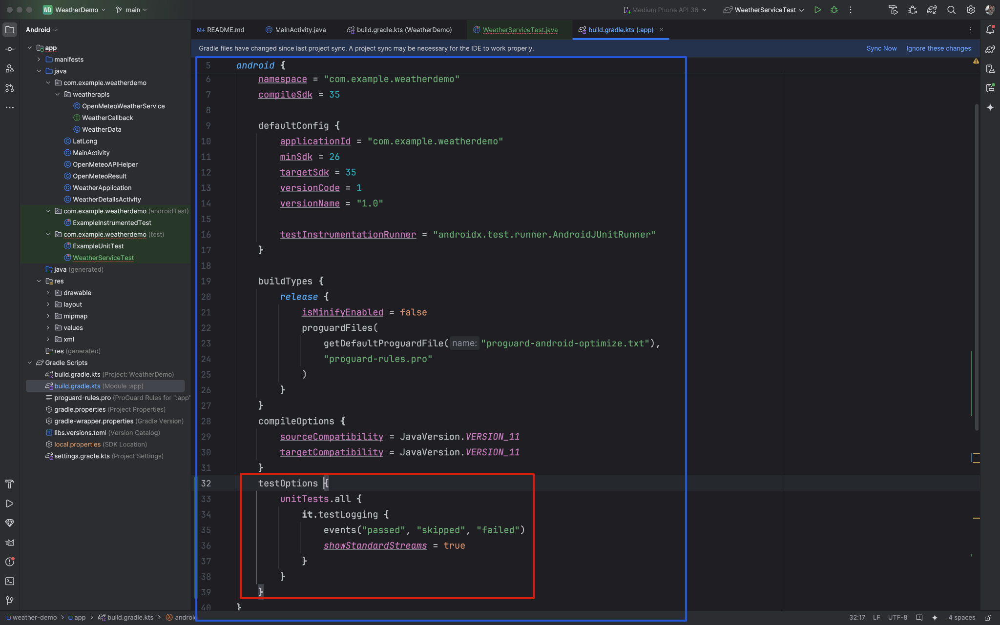 WD WeatherDemo main Medium Phone API 36 WeatherServiceTest
Android
README.md MainActivity.java build.gradle.kts (WeatherDemo) WeatherServiceTest.java build.gradle.kts (:app)
Gradle files have changed since last project sync. A project sync may be necessary for the IDE to work properly. Sync Now Ignore these changes
app
manifests
java
com.example.weatherdemo
weatherapis
OpenMeteoWeatherService
WeatherCallback
WeatherData
LatLong
MainActivity
OpenMeteoAPIHelper
OpenMeteoResult
WeatherApplication
WeatherDetailsActivity
com.example.weatherdemo (androidTest)
ExampleInstrumentedTest
com.example.weatherdemo (test)
ExampleUnitTest
WeatherServiceTest
java (generated)
res
drawable
layout
mipmap
values
xml
res (generated)
Gradle Scripts
build.gradle.kts (Project: WeatherDemo)
build.gradle.kts (Module :app)
proguard-rules.pro (ProGuard Rules for ":app"
gradle.properties (Project Properties)
gradle-wrapper.properties (Gradle Version)
libs.versions.toml (Version Catalog)
local.properties (SDK Location)
settings.gradle.kts (Project Settings)
5 android {
6 namespace = "com.example.weatherdemo"
7 compileSdk = 35
8
9 defaultConfig {
10 applicationId = "com.example.weatherdemo"
11 minSdk = 26
12 targetSdk = 35
13 versionCode = 1
14 versionName = "1.0"
15
16 testInstrumentationRunner = "androidx.test.runner.AndroidJUnitRunner"
17 }
18
19 buildTypes {
20 release {
21 isMinifyEnabled = false
22 proguardFiles(
23 getDefaultProguardFile( name: "proguard-android-optimize.txt"),
24 "proguard-rules.pro"
25 )
26 }
27 }
28 compileOptions {
29 sourceCompatibility = JavaVersion.VERSION_11
30 targetCompatibility = JavaVersion.VERSION_11
31 }
32 testOptions {
33 unitTests.all {
34 it.testLogging {
35 events("passed", "skipped", "failed")
36 showStandardStreams = true
37 }
38 }
39 }
40 }
weather-demo > app > build.gradle.kts > android 32:17 LF UTF-8 4 spaces